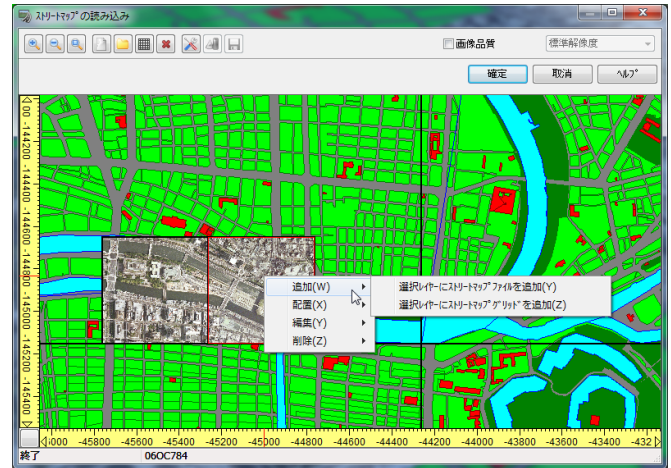 ｽﾄﾘｰﾄﾏｯﾌﾟの読み込み
画像品質 標準解像度
確定 取消 ﾍﾙﾌﾟ
追加(W) 選択ﾚｲﾔｰにｽﾄﾘｰﾄﾏｯﾌﾟﾌｧｲﾙを追加(Y)
配置(X) 選択ﾚｲﾔｰにｽﾄﾘｰﾄﾏｯﾌﾟｸﾞﾘｯﾄﾞを追加(Z)
編集(Y)
削除(Z)
00 -144200 -144400 -144600 -144800 -145000 -145200 -145400
000 -45800 -45600 -45400 -45200 -45000 -44800 -44600 -44400 -44200 -44000 -43800 -43600 -43400 -432
終了 06OC784